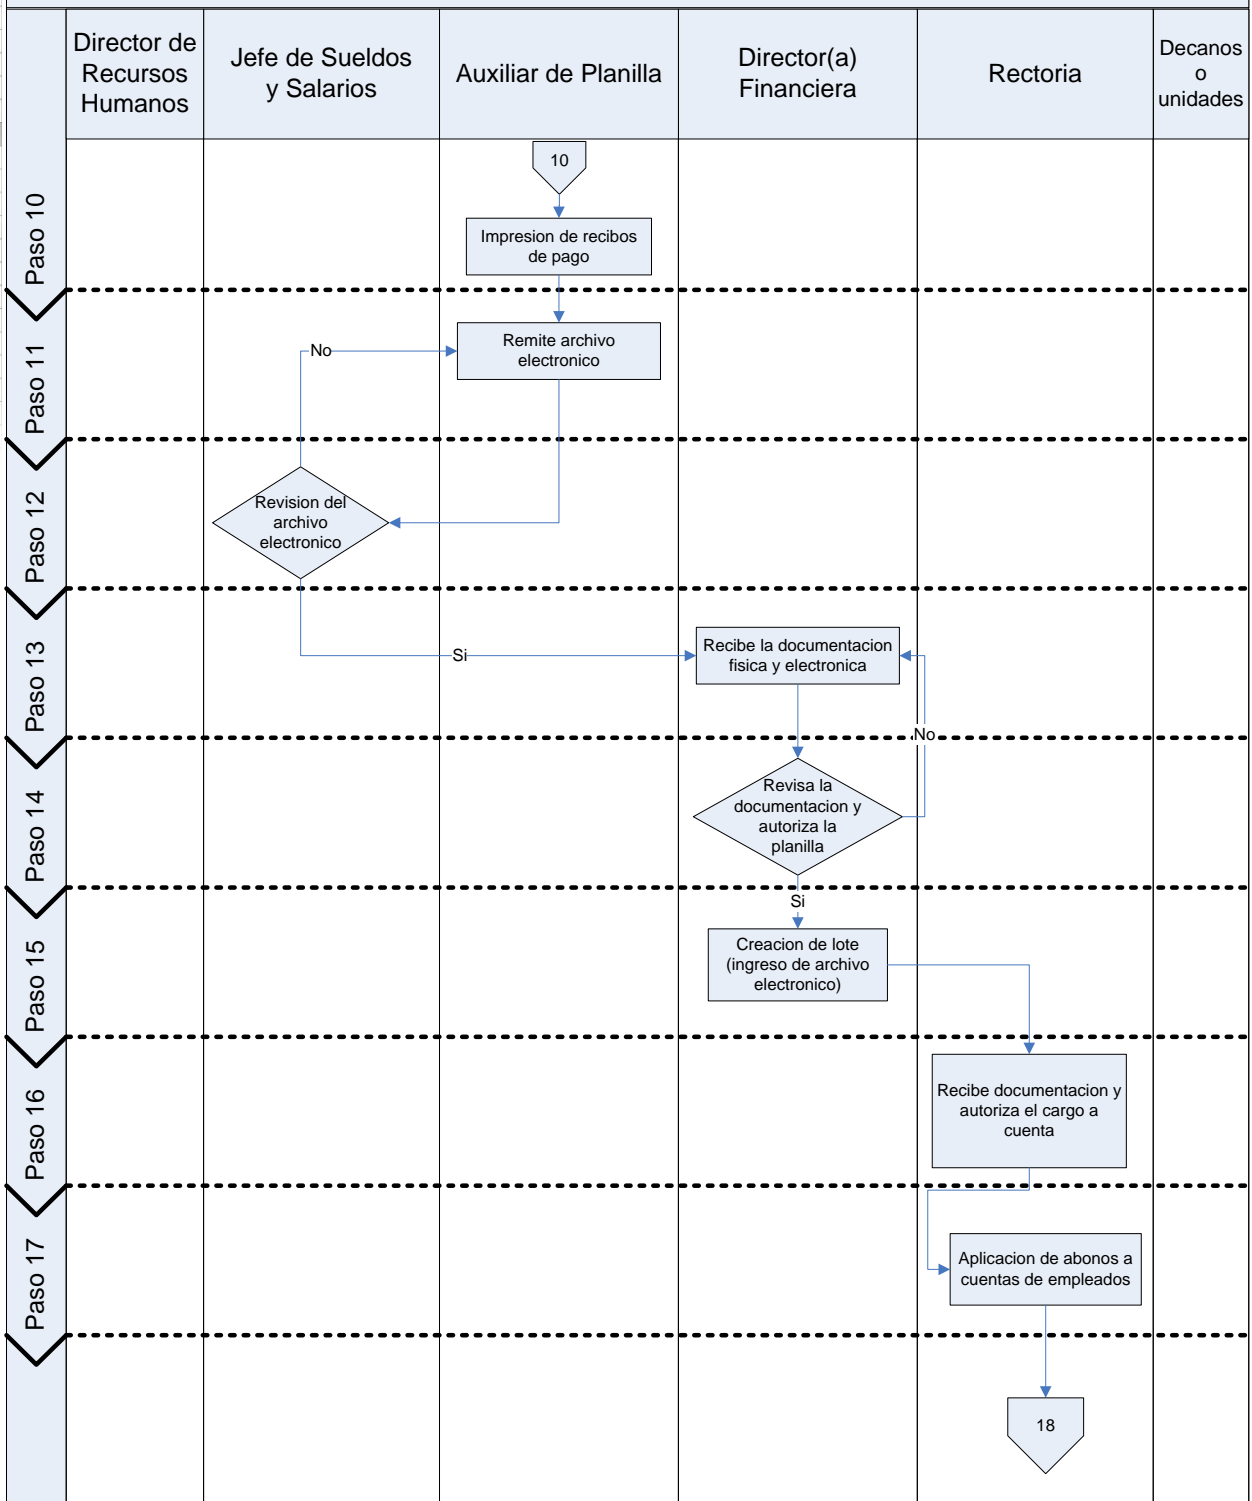 Director de
Recursos
Humanos
Jefe de Sueldos
y Salarios
Auxiliar de Planilla
Director(a)
Financiera
Rectoria
Decanos
o
unidades
Paso 10
10
Impresion de recibos
de pago
Paso 11
Remite archivo
electronico
No
Paso 12
Revision del
archivo
electronico
Paso 13
Si
Recibe la documentacion
fisica y electronica
No
Paso 14
Revisa la
documentacion y
autoriza la
planilla
Si
Paso 15
Creacion de lote
(ingreso de archivo
electronico)
Paso 16
Recibe documentacion y
autoriza el cargo a
cuenta
Paso 17
Aplicacion de abonos a
cuentas de empleados
18